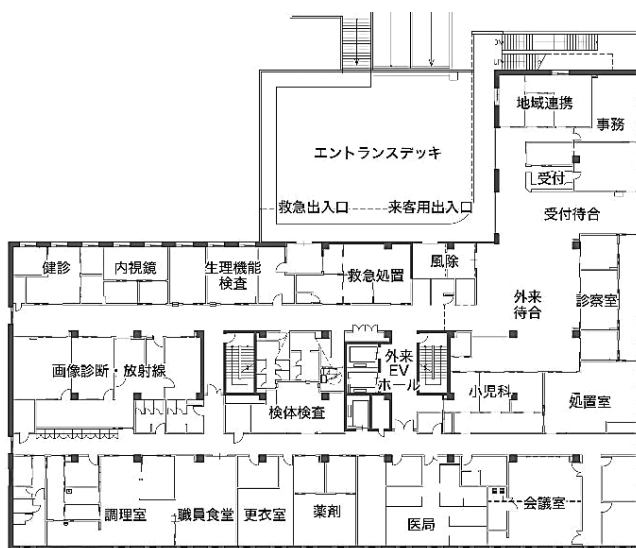 地域連携
事務
エントランスデッキ
受付
救急出入口
来客用出入口
受付待合
健診
内視鏡
生理機能
検査
救急処置
風除
外来
待合
診察室
画像診断
放射線
外来
EV
ホール
小児科
処置室
検体検査
調理室
職員食堂
更衣室
薬剤
医局
会議室